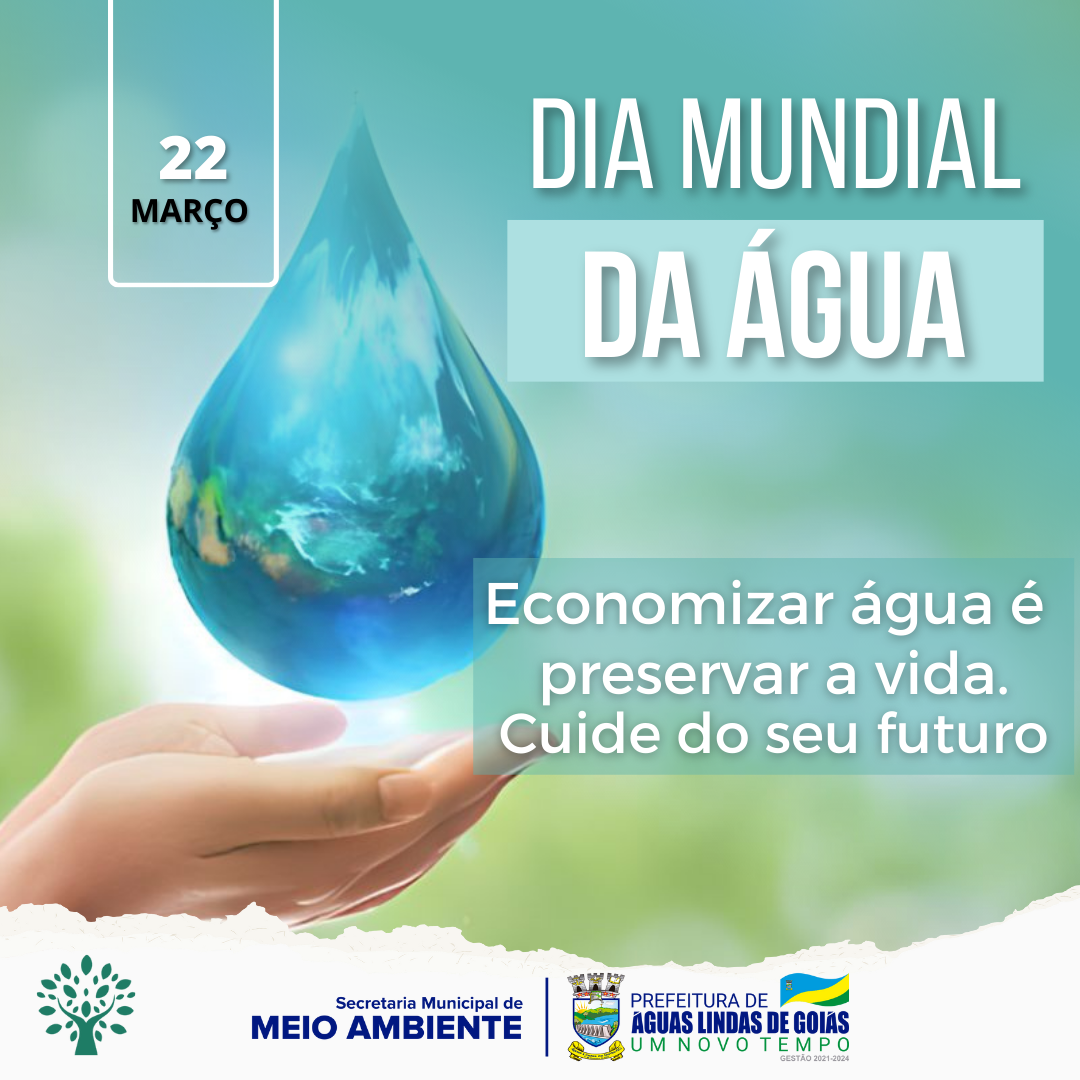 22
MARÇO
DIA MUNDIAL
DA ÁGUA
Economizar água é
preservar a vida.
Cuide do seu futuro
Secretaria Municipal de
MEIO AMBIENTE
PREFEITURA DE
ÁGUAS LINDAS DE GOIÁS
UM NOVO TEMPO
GESTÃO 2021-2024